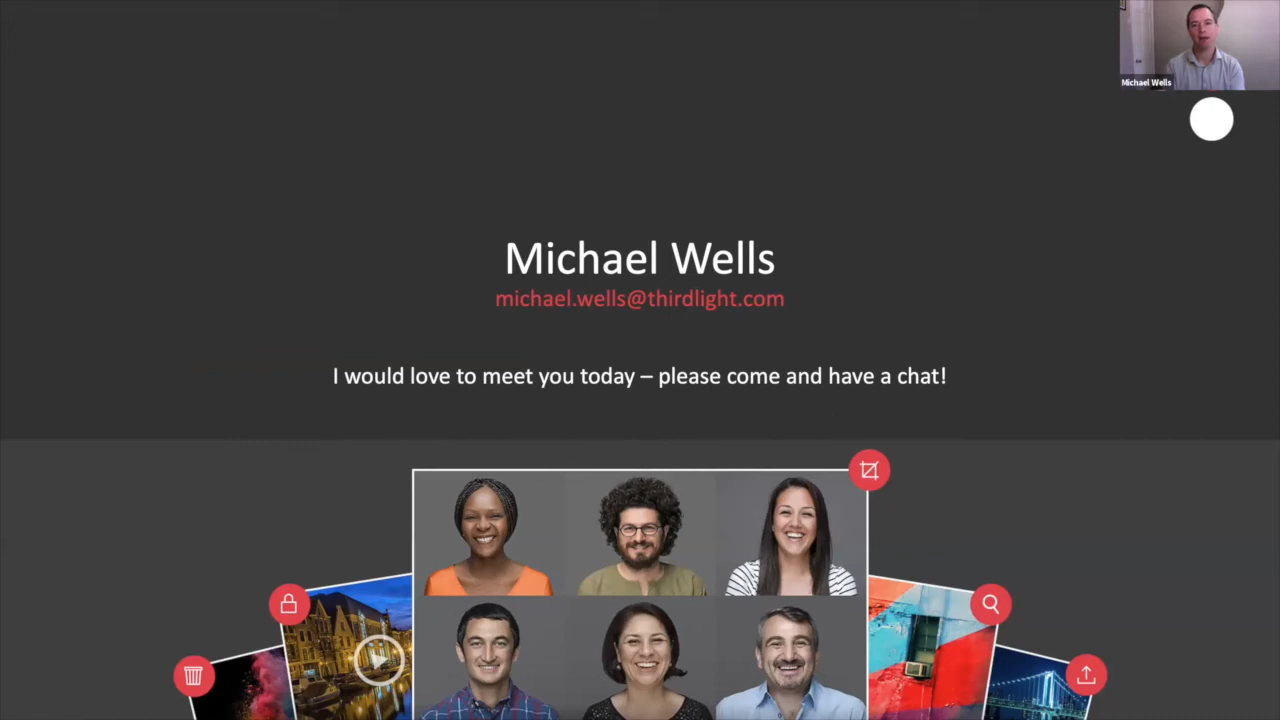 Michael Wells
Michael Wells
michael.wells@thirdlight.com
I would love to meet you today – please come and have a chat!